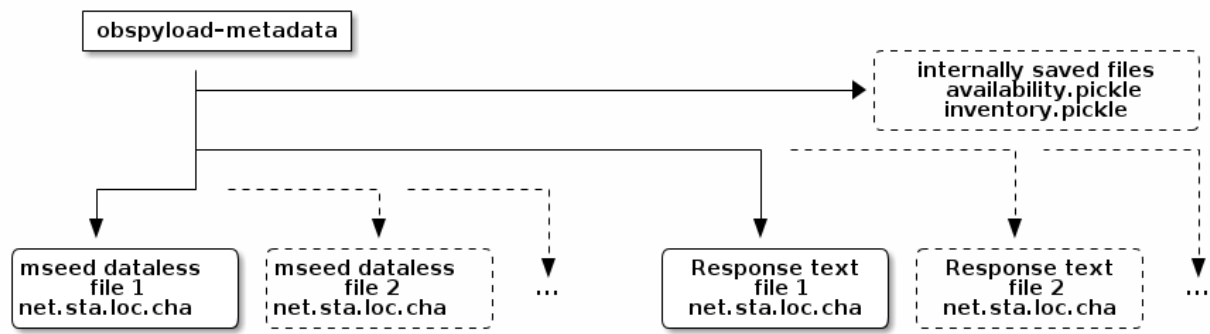 obspyload-metadata
internally saved files
availability.pickle
inventory.pickle
mseed dataless
file 1
net.sta.loc.cha
mseed dataless
file 2
net.sta.loc.cha
...
Response text
file 1
net.sta.loc.cha
Response text
file 2
net.sta.loc.cha
...